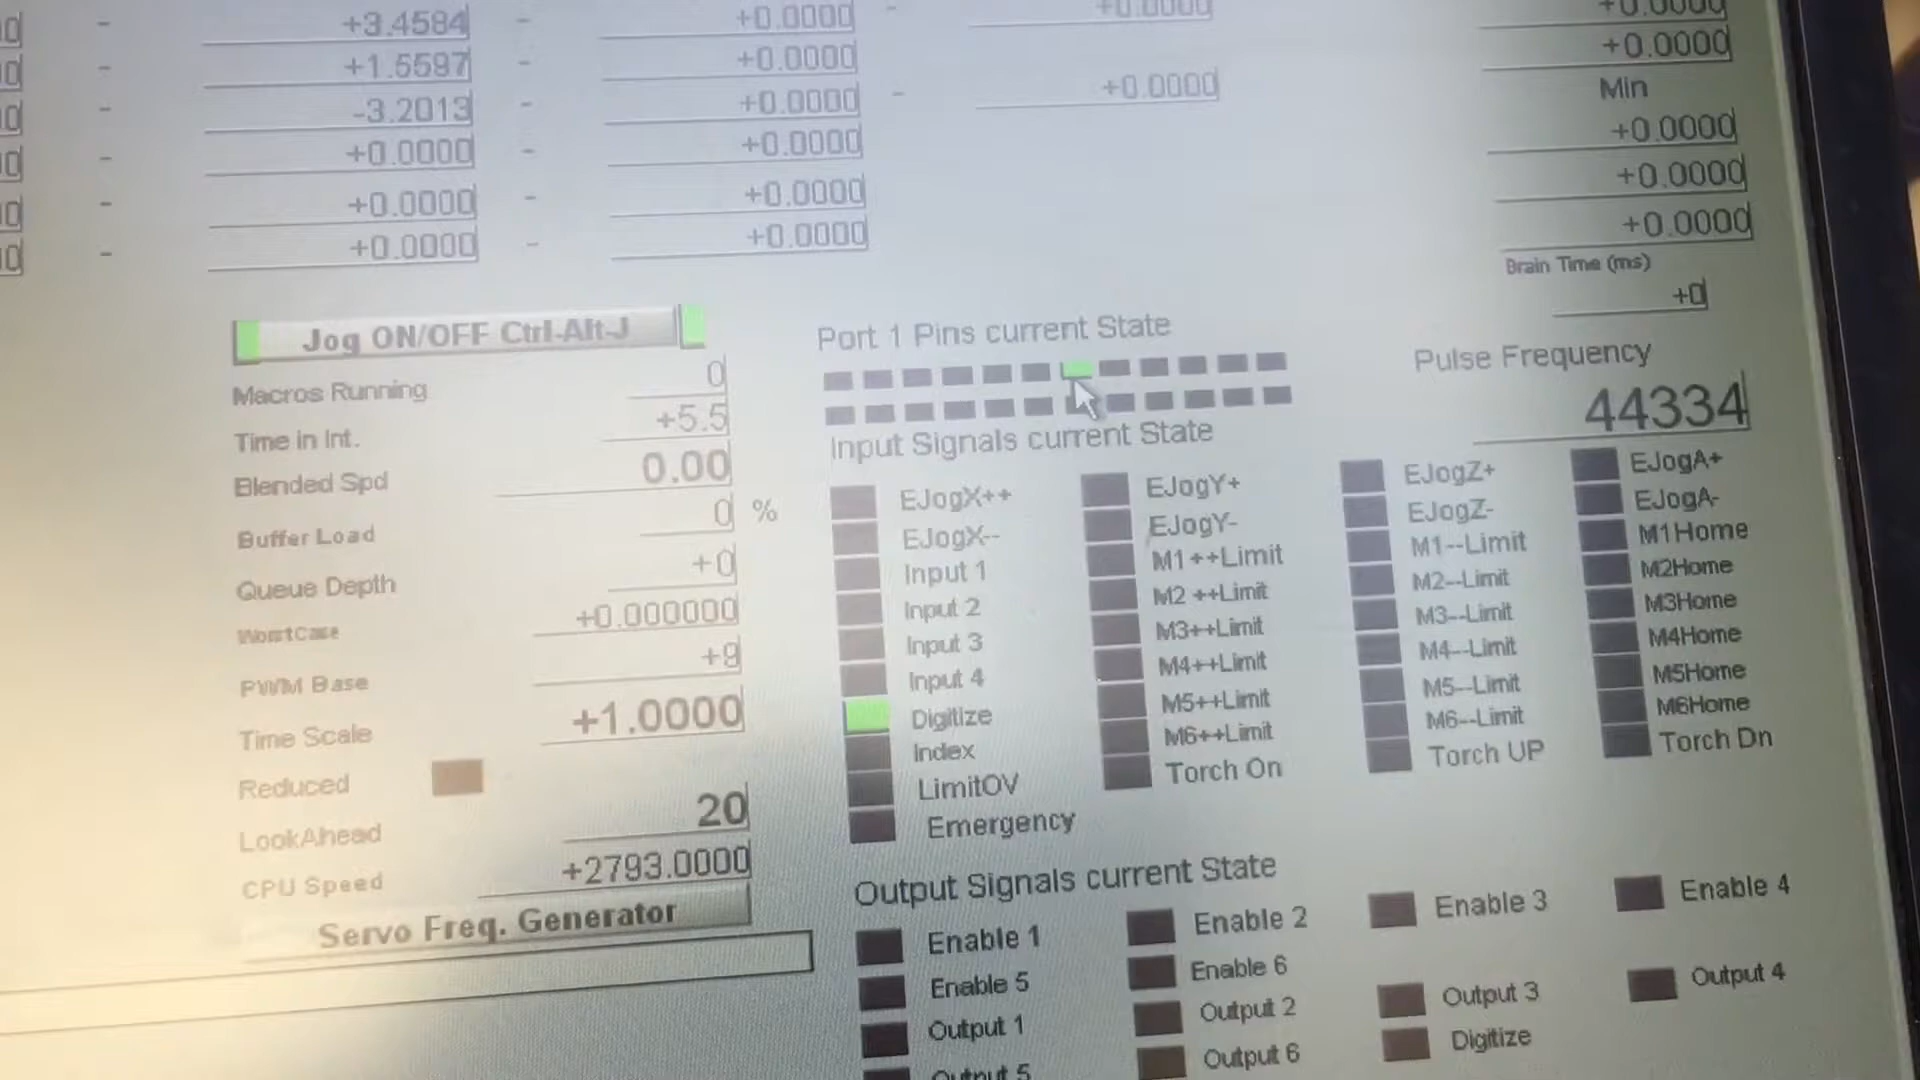 +3.4584 - +0.0000 - +0.0000 +0.0000
+1.5597 - +0.0000 +0.0000
-3.2013 - +0.0000 - +0.0000 Min
+0.0000 - +0.0000 +0.0000
+0.0000 - +0.0000 +0.0000
+0.0000 - +0.0000 +0.0000
Brain Time (ms)
+0
Jog ON/OFF Ctrl-Alt-J
Macros Running 0
Time in Int. +5.5
Blended Spd 0.00
Buffer Load 0 %
Queue Depth +0
WorstCase +0.000000
PWM Base +9
Time Scale +1.0000
Reduced
LookAhead 20
CPU Speed +2793.0000
Servo Freq. Generator
Port 1 Pins current State
Pulse Frequency
44334
Input Signals current State
EJogX++ EJogY+ EJogZ+ EJogA+
EJogX-- EJogY- EJogZ- EJogA-
Input 1 M1++Limit M1--Limit M1Home
Input 2 M2 ++Limit M2--Limit M2Home
Input 3 M3++Limit M3--Limit M3Home
Input 4 M4++Limit M4--Limit M4Home
Digitize M5++Limit M5--Limit M5Home
Index M6++Limit M6--Limit M6Home
LimitOV Torch On Torch UP Torch Dn
Emergency
Output Signals current State
Enable 1 Enable 2 Enable 3 Enable 4
Enable 5 Enable 6
Output 1 Output 2 Output 3 Output 4
Output 5 Output 6 Digitize